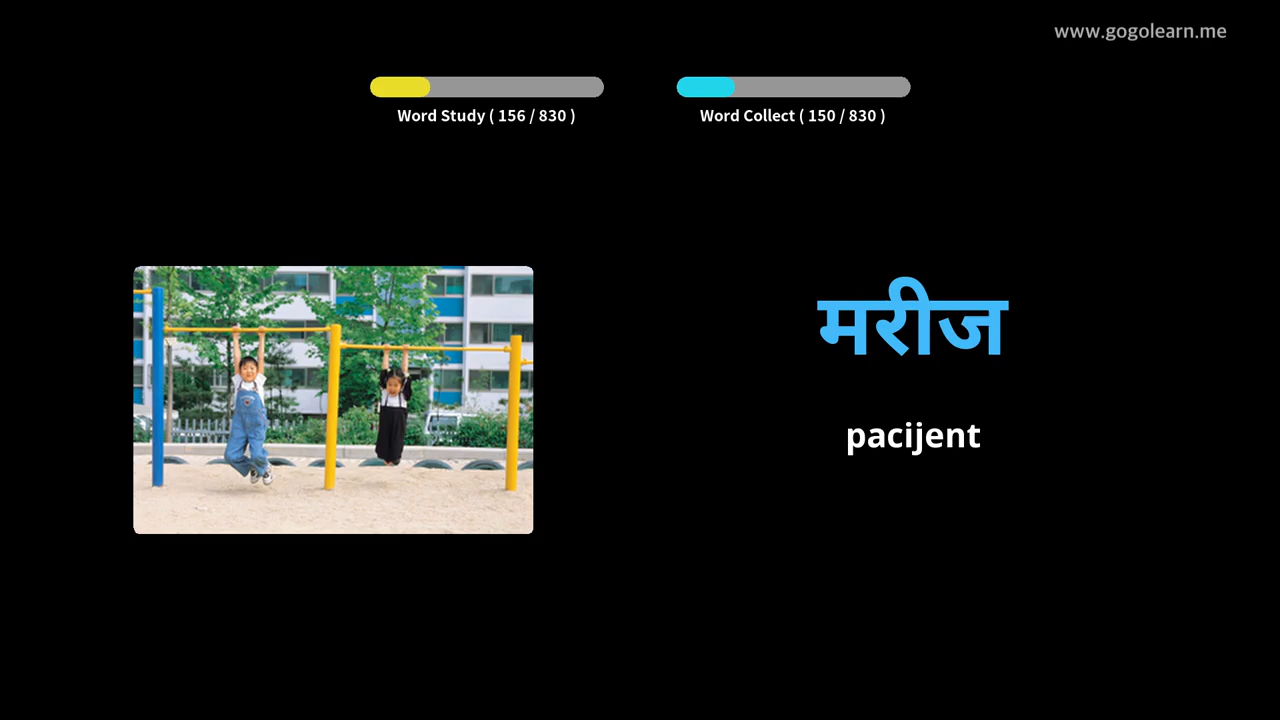 www.gogolearn.me
Word Study ( 156 / 830 )
Word Collect ( 150 / 830 )
मरीज
pacijent